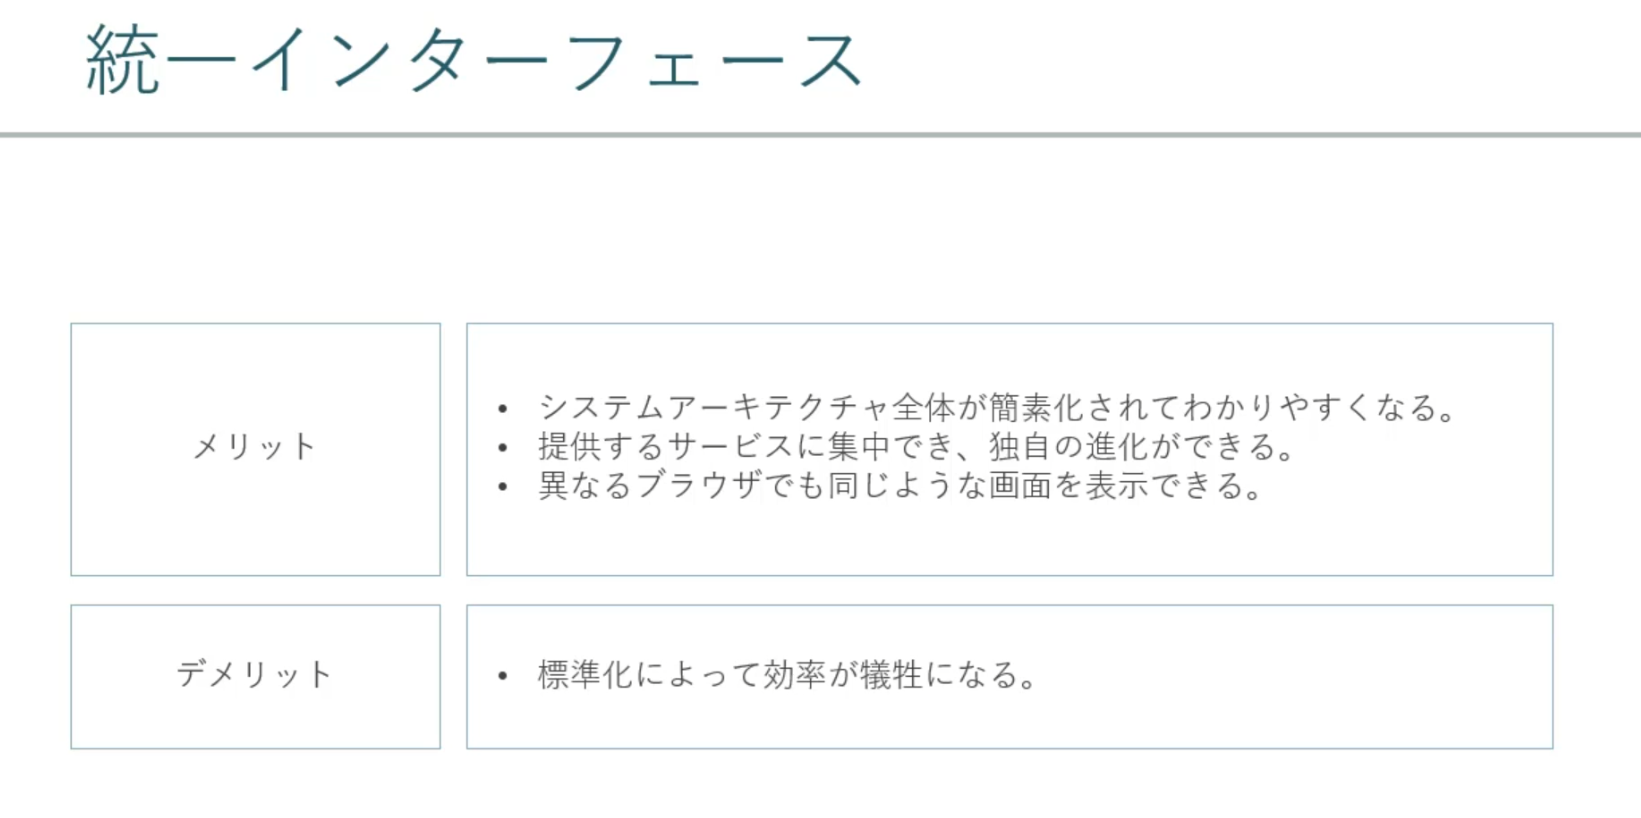 統一インターフェース
メリット
• システムアーキテクチャ全体が簡素化されてわかりやすくなる。
• 提供するサービスに集中でき、独自の進化ができる。
• 異なるブラウザでも同じような画面を表示できる。
デメリット
• 標準化によって効率が犠牲になる。